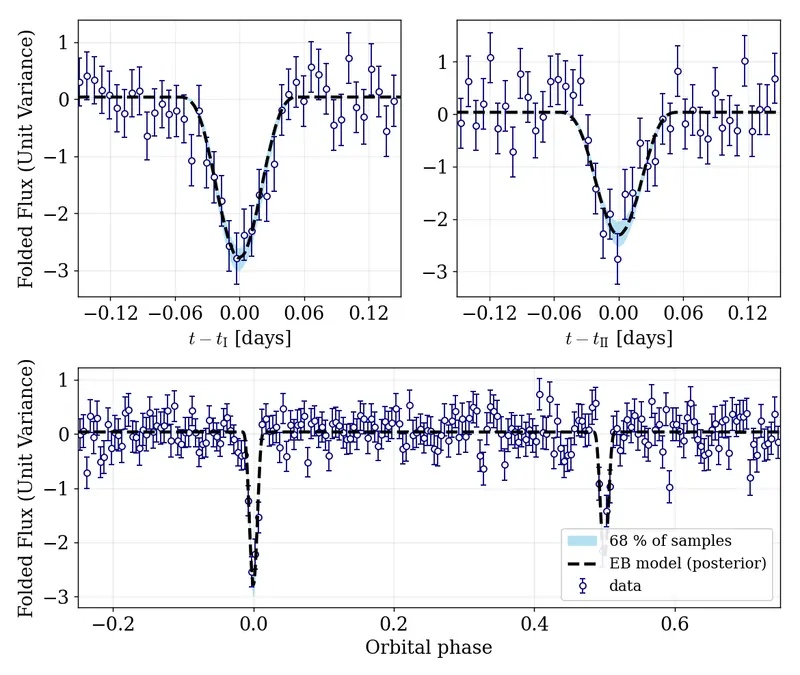 Folded Flux (Unit Variance)
1
0
−1
−2
−3
−0.12 −0.06 0.00 0.06 0.12
t − tI [days]
1
0
−1
−2
−3
−0.12 −0.06 0.00 0.06 0.12
t − tII [days]
Folded Flux (Unit Variance)
1
0
−1
−2
−3
−0.2 0.0 0.2 0.4 0.6
Orbital phase
68 % of samples
EB model (posterior)
data